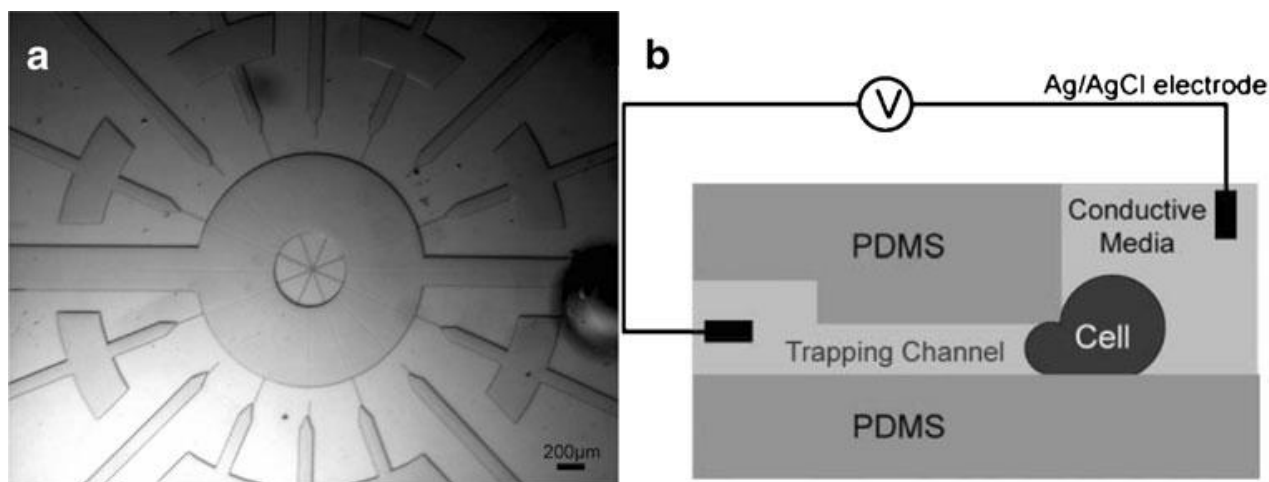 a
200µm
b
V
Ag/AgCl electrode
Conductive
Media
PDMS
Cell
Trapping Channel
PDMS